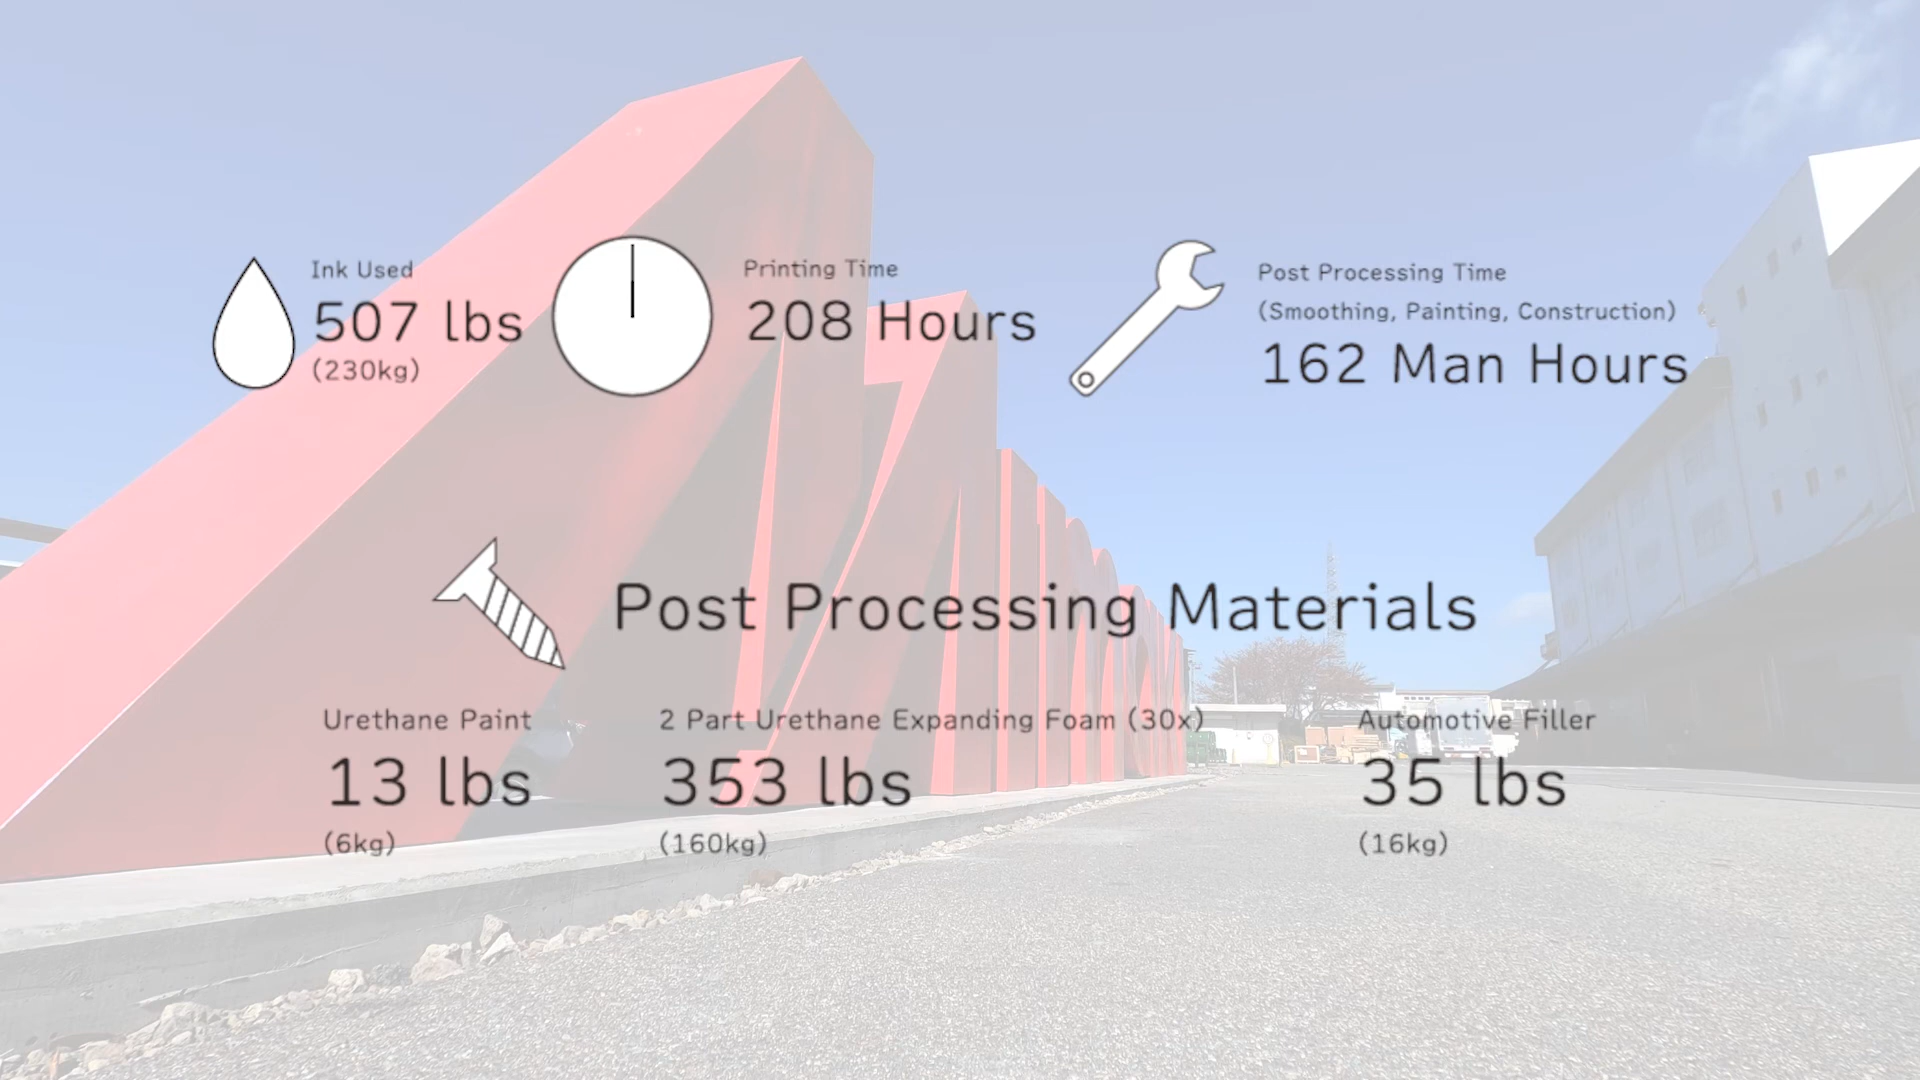 Ink Used
507 lbs
(230kg)
Printing Time
208 Hours
Post Processing Time
(Smoothing, Painting, Construction)
162 Man Hours
Post Processing Materials
Urethane Paint
13 lbs
(6kg)
2 Part Urethane Expanding Foam (30x)
353 lbs
(160kg)
Automotive Filler
35 lbs
(16kg)